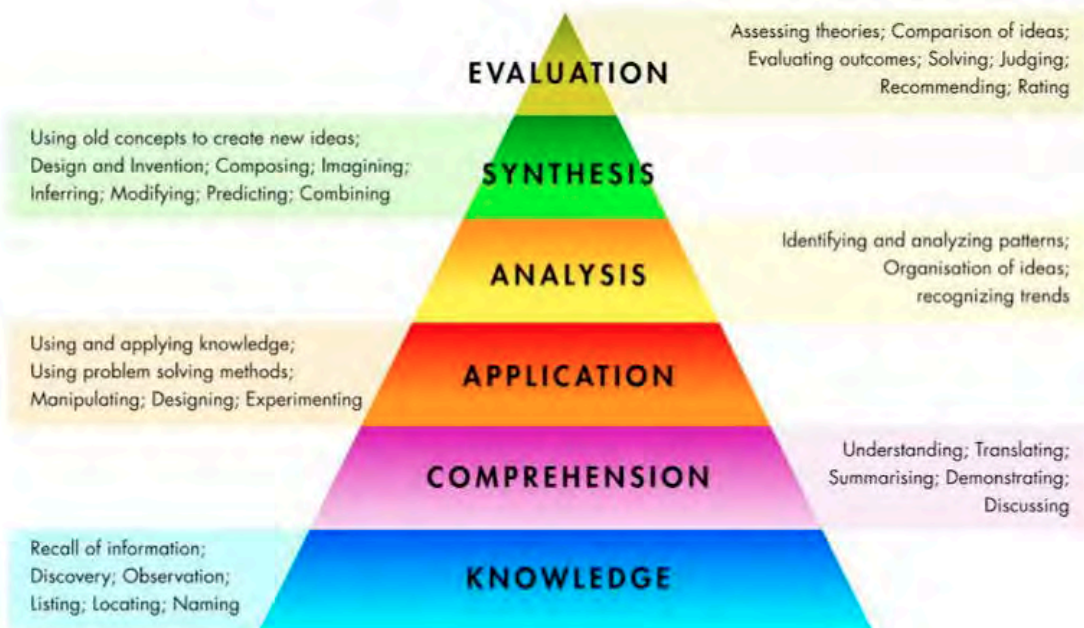 EVALUATION
Assessing theories; Comparison of ideas;
Evaluating outcomes; Solving; Judging;
Recommending; Rating
Using old concepts to create new ideas;
Design and Invention; Composing; Imagining;
Inferring; Modifying; Predicting; Combining
SYNTHESIS
ANALYSIS
Identifying and analyzing patterns;
Organisation of ideas;
recognizing trends
Using and applying knowledge;
Using problem solving methods;
Manipulating; Designing; Experimenting
APPLICATION
COMPREHENSION
Understanding; Translating;
Summarising; Demonstrating;
Discussing
Recall of information;
Discovery; Observation;
Listing; Locating; Naming
KNOWLEDGE